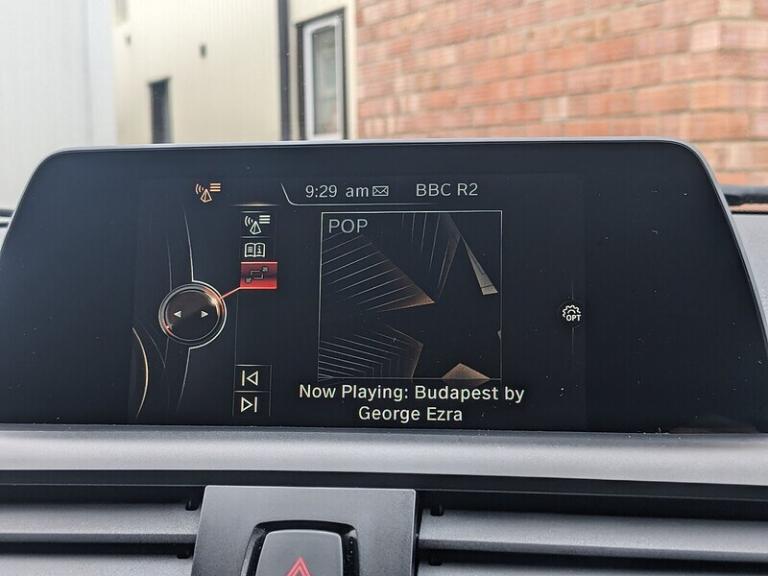 9:29 am BBC R2
POP
OPT
Now Playing: Budapest by
George Ezra